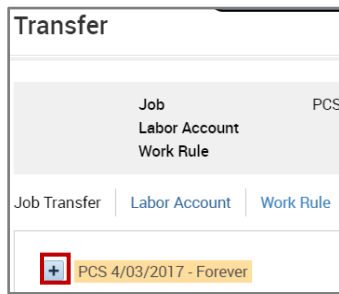 Transfer
Job PCS
Labor Account
Work Rule
Job Transfer Labor Account Work Rule
+ PCS 4/03/2017 - Forever